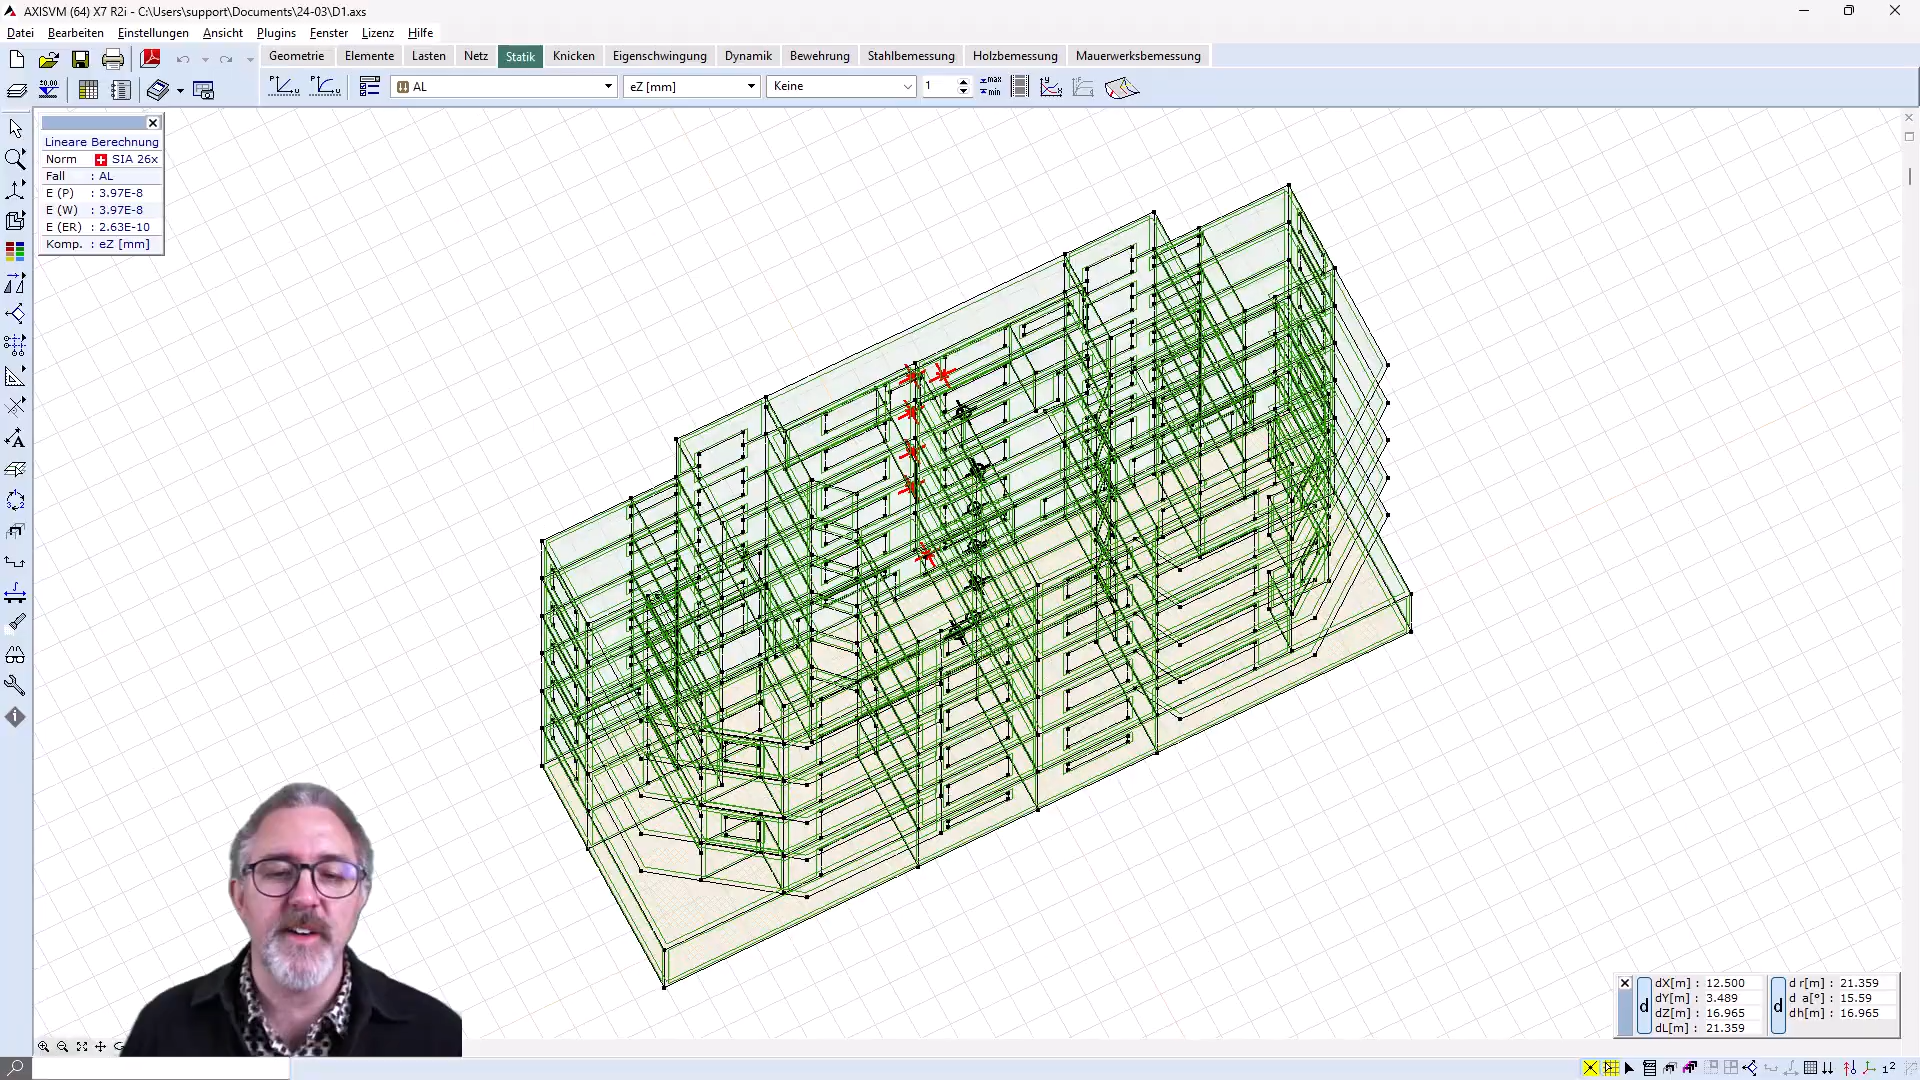 AXISVM (64) X7 R2i - C:\Users\support\Documents\24-03\D1.axs
Datei Bearbeiten Einstellungen Ansicht Plugins Fenster Lizenz Hilfe
Geometrie Elemente Lasten Netz Statik Knicken Eigenschwingung Dynamik Bewehrung Stahlbemessung Holzbemessung Mauerwerksbemessung
AL eZ [mm] Keine 1 max min
Lineare Berechnung
Norm SIA 26x
Fall : AL
E (P) : 3.97E-8
E (W) : 3.97E-8
E (ER) : 2.63E-10
Komp. : eZ [mm]
d dX[m] : 12.500 d d r[m] : 21.359
dY[m] : 3.489 d a[°] : 15.59
dZ[m] : 16.965 dh[m] : 16.965
dL[m] : 21.359